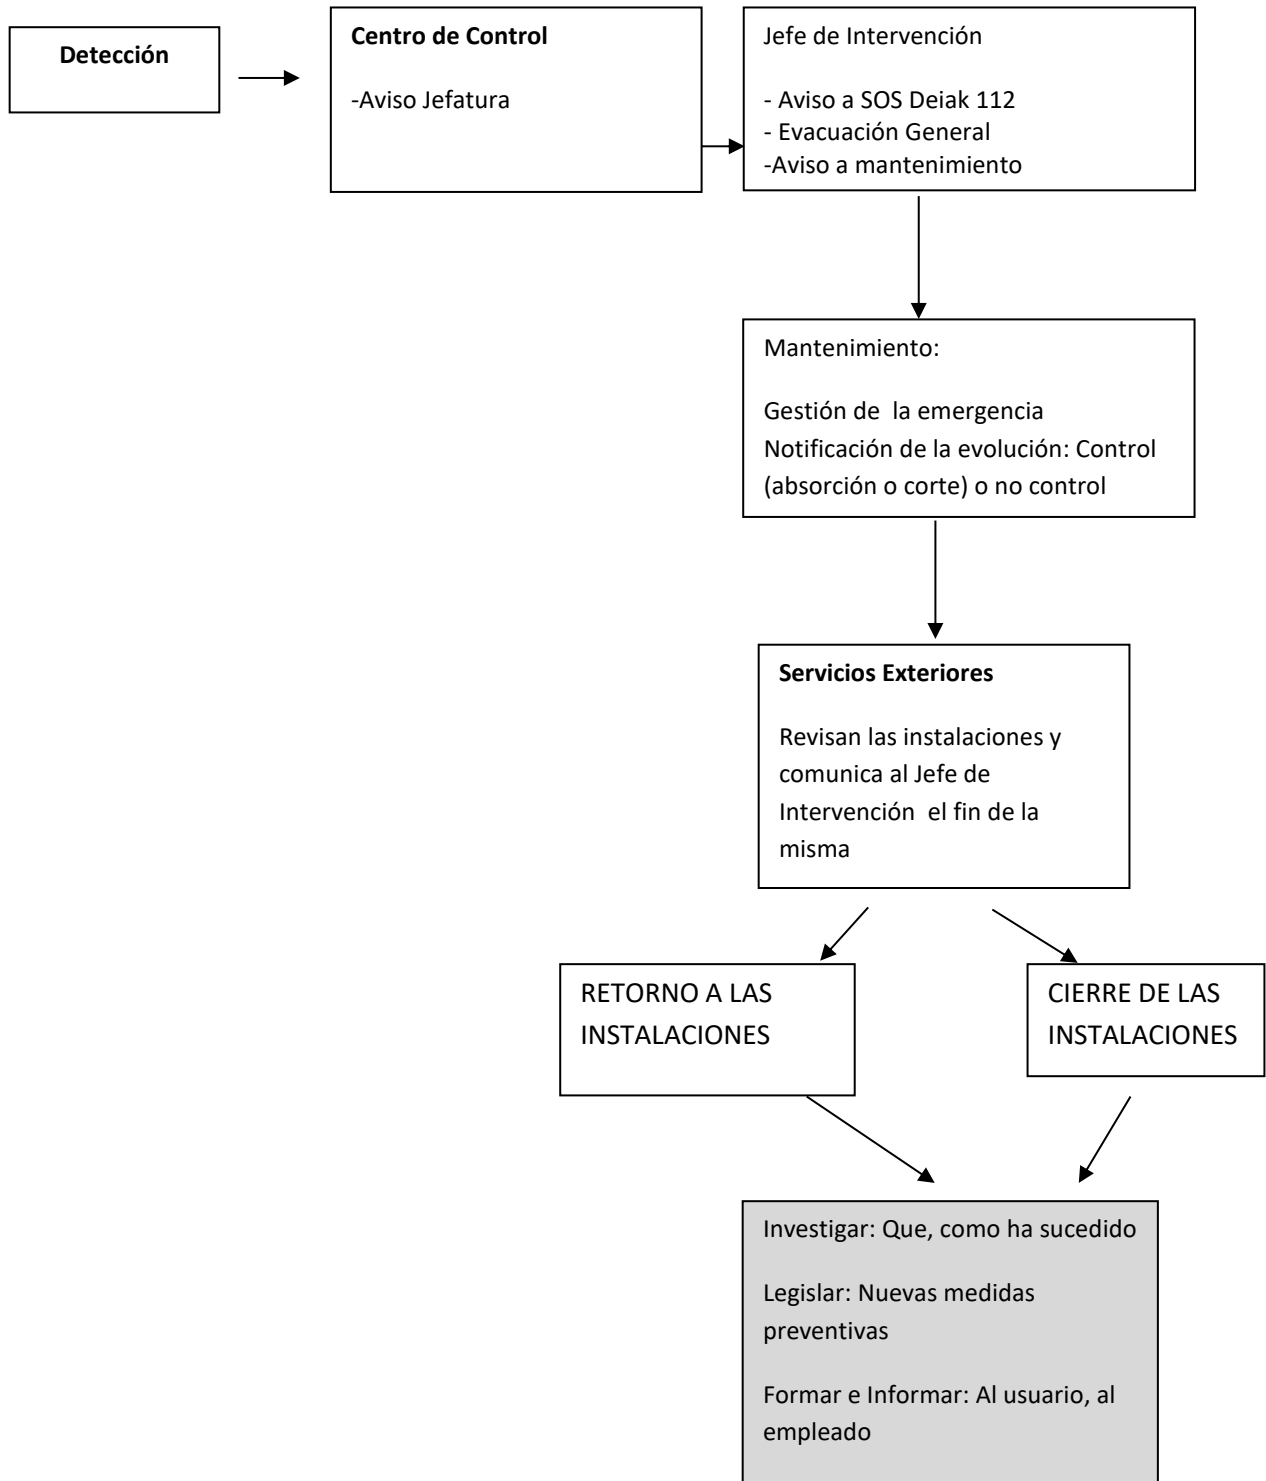 Detección
Centro de Control
-Aviso Jefatura
Jefe de Intervención
- Aviso a SOS Deiak 112
- Evacuación General
-Aviso a mantenimiento
Mantenimiento:
Gestión de  la emergencia
Notificación de la evolución: Control
(absorción o corte) o no control
Servicios Exteriores
Revisan las instalaciones y
comunica al Jefe de
Intervención  el fin de la
misma
RETORNO A LAS
INSTALACIONES
CIERRE DE LAS
INSTALACIONES
Investigar: Que, como ha sucedido
Legislar: Nuevas medidas
preventivas
Formar e Informar: Al usuario, al
empleado